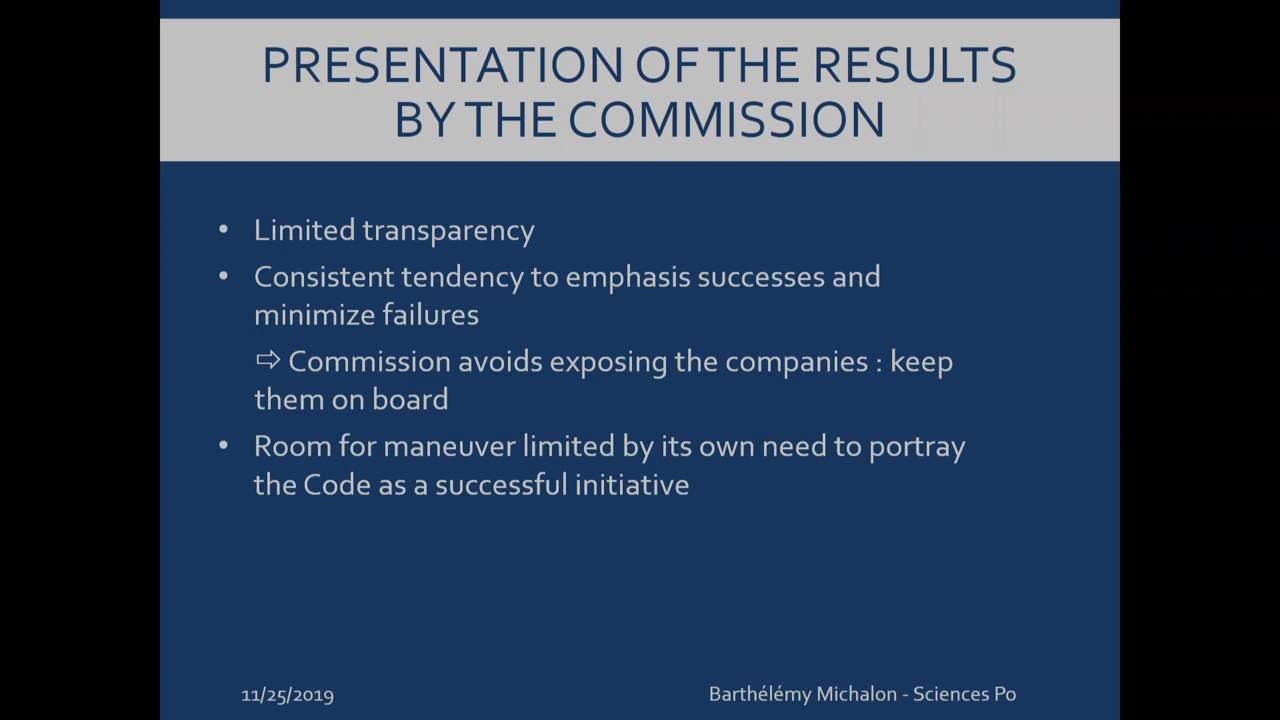 PRESENTATION OF THE RESULTS
BY THE COMMISSION
• Limited transparency
• Consistent tendency to emphasis successes and
minimize failures
⇨ Commission avoids exposing the companies : keep
them on board
• Room for maneuver limited by its own need to portray
the Code as a successful initiative
11/25/2019
Barthélémy Michalon - Sciences Po